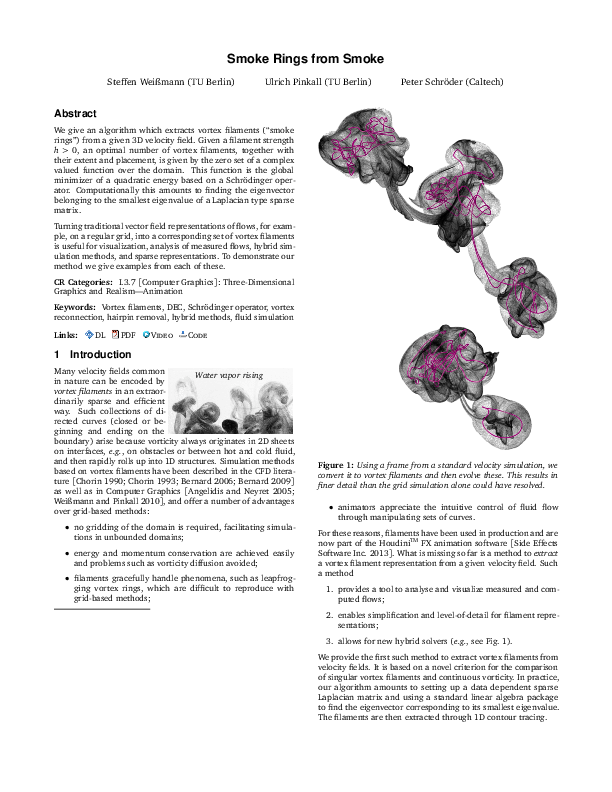 Smoke Rings from Smoke
Steffen Weißmann (TU Berlin) Ulrich Pinkall (TU Berlin) Peter Schröder (Caltech)
Abstract
We give an algorithm which extracts vortex filaments (“smoke
rings”) from a given 3D velocity field. Given a filament strength
h > 0, an optimal number of vortex filaments, together with
their extent and placement, is given by the zero set of a complex
valued function over the domain. This function is the global
minimizer of a quadratic energy based on a Schrödinger oper-
ator. Computationally this amounts to finding the eigenvector
belonging to the smallest eigenvalue of a Laplacian type sparse
matrix.
Turning traditional vector field representations of flows, for exam-
ple, on a regular grid, into a corresponding set of vortex filaments
is useful for visualization, analysis of measured flows, hybrid sim-
ulation methods, and sparse representations. To demonstrate our
method we give examples from each of these.
CR Categories: I.3.7 [Computer Graphics]: Three-Dimensional
Graphics and Realism—Animation
Keywords: Vortex filaments, DEC, Schrödinger operator, vortex
reconnection, hairpin removal, hybrid methods, fluid simulation
Links: DL PDF VIDEO CODE
1 Introduction
Many velocity fields common
in nature can be encoded by
vortex filaments in an extraor-
dinarily sparse and efficient
way. Such collections of di-
rected curves (closed or be-
ginning and ending on the
boundary) arise because vorticity always originates in 2D sheets
on interfaces, e.g., on obstacles or between hot and cold fluid,
and then rapidly rolls up into 1D structures. Simulation methods
based on vortex filaments have been described in the CFD litera-
ture [Chorin 1990; Chorin 1993; Bernard 2006; Bernard 2009]
as well as in Computer Graphics [Angelidis and Neyret 2005;
Weißmann and Pinkall 2010], and offer a number of advantages
over grid-based methods:
Water vapor rising
• no gridding of the domain is required, facilitating simula-
tions in unbounded domains;
• energy and momentum conservation are achieved easily
and problems such as vorticity diffusion avoided;
• filaments gracefully handle phenomena, such as leapfrog-
ging vortex rings, which are difficult to reproduce with
grid-based methods;
Figure 1: Using a frame from a standard velocity simulation, we
convert it to vortex filaments and then evolve these. This results in
finer detail than the grid simulation alone could have resolved.
• animators appreciate the intuitive control of fluid flow
through manipulating sets of curves.
For these reasons, filaments have been used in production and are
now part of the Houdini™ FX animation software [Side Effects
Software Inc. 2013]. What is missing so far is a method to extract
a vortex filament representation from a given velocity field. Such
a method
1. provides a tool to analyse and visualize measured and com-
puted flows;
2. enables simplification and level-of-detail for filament repre-
sentations;
3. allows for new hybrid solvers (e.g., see Fig. 1).
We provide the first such method to extract vortex filaments from
velocity fields. It is based on a novel criterion for the comparison
of singular vortex filaments and continuous vorticity. In practice,
our algorithm amounts to setting up a data dependent sparse
Laplacian matrix and using a standard linear algebra package
to find the eigenvector corresponding to its smallest eigenvalue.
The filaments are then extracted through 1D contour tracing.